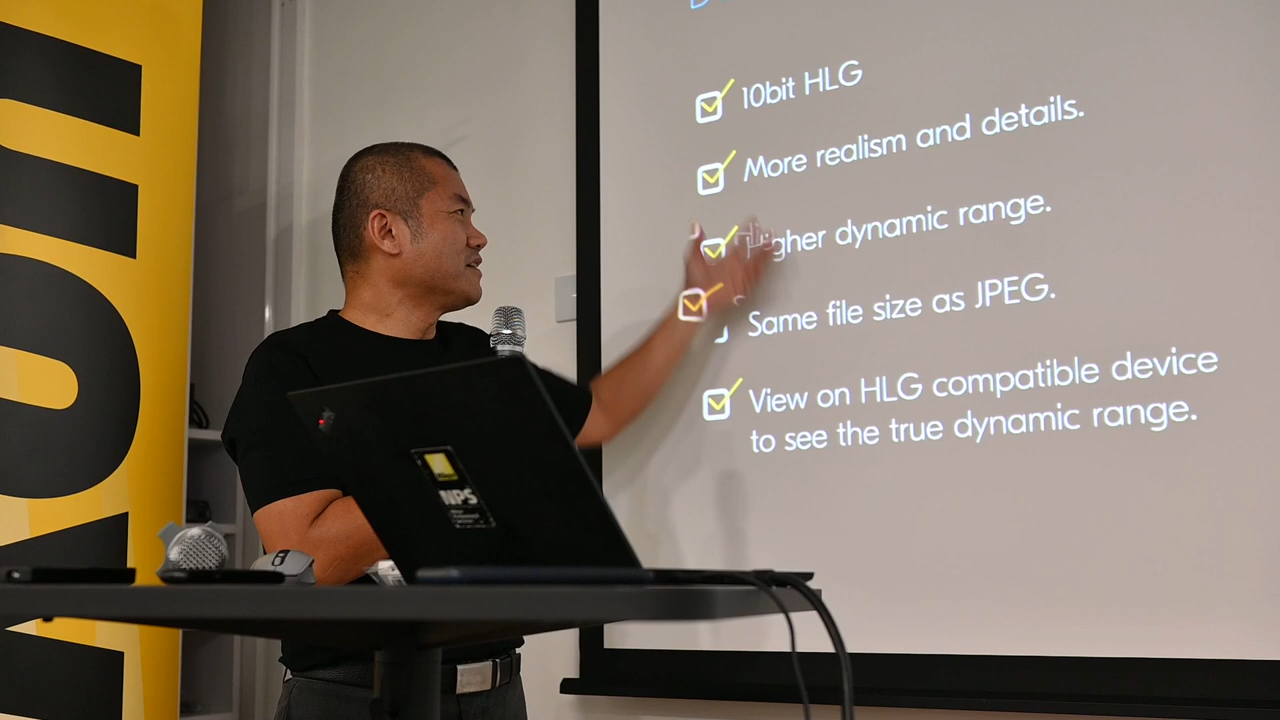 10bit HLG
More realism and details.
Higher dynamic range.
Same file size as JPEG.
View on HLG compatible device
to see the true dynamic range.
NPS